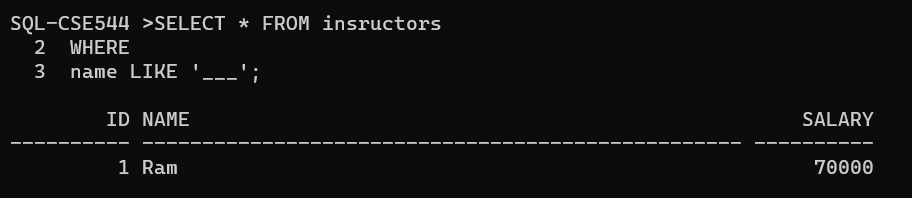 SQL-CSE544 >SELECT * FROM insructors
2 WHERE
3 name LIKE '___';
ID NAME SALARY
---------- -------------------------------------------------- ----------
1 Ram 70000